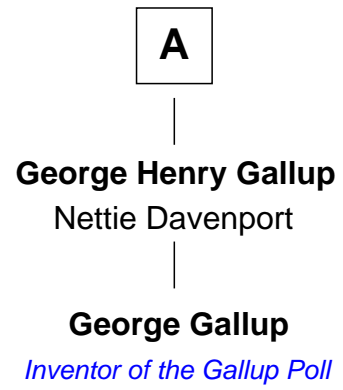 A
George Henry Gallup
Nettie Davenport
George Gallup
Inventor of the Gallup Poll